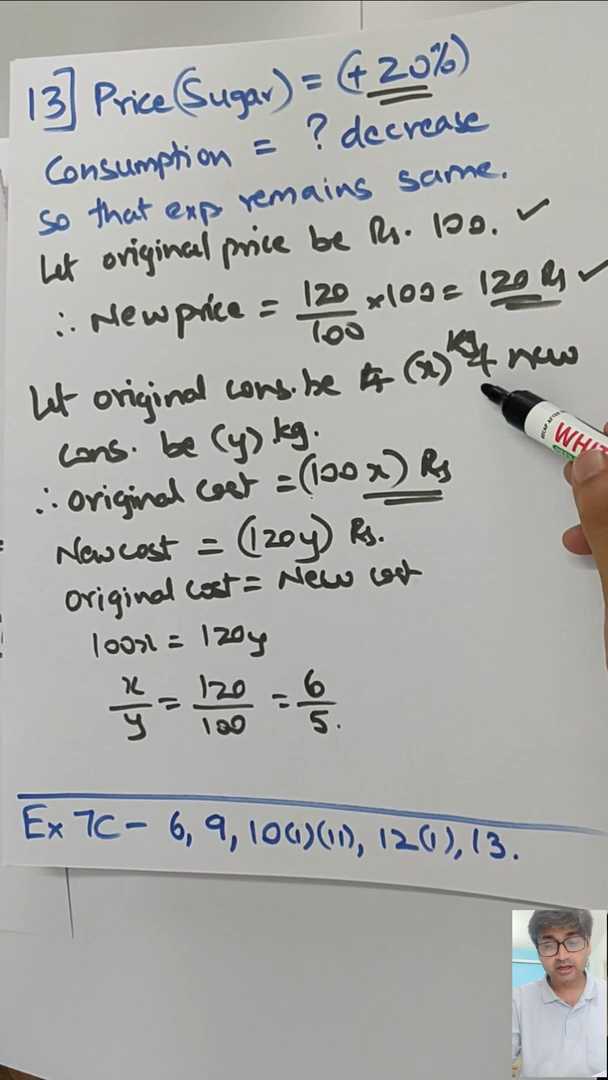 13] Price (Sugar) = (+20%)
Consumption = ? decrease
so that exp remains same.
Let original price be Rs. 100. ✓
∴ New price = 120/100 × 100 = 120 Rs ✓
Let original cons. be (x) kg & new
cons. be (y) kg.
∴ original cost = (100x) Rs
New cost = (120y) Rs.
original cost = New cost
100x = 120y
x/y = 120/100 = 6/5.
Ex 7C - 6, 9, 10(i)(ii), 12(i), 13.
WHIT